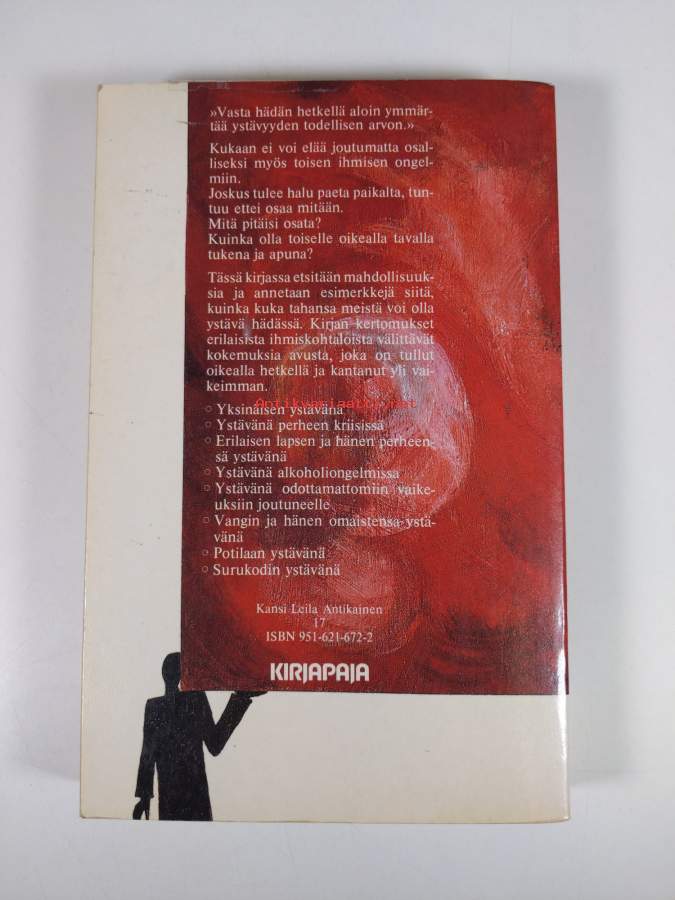 »Vasta hädän hetkellä aloin ymmär-
tää ystävyyden todellisen arvon.»
Kukaan ei voi elää joutumatta osal-
liseksi myös toisen ihmisen ongel-
miin.
Joskus tulee halu paeta paikalta, tun-
tuu ettei osaa mitään.
Mitä pitäisi osata?
Kuinka olla toiselle oikealla tavalla
tukena ja apuna?
Tässä kirjassa etsitään mahdollisuuk-
sia ja annetaan esimerkkejä siitä,
kuinka kuka tahansa meistä voi olla
ystävä hädässä. Kirjan kertomukset
erilaisista ihmiskohtaloista välittävät
kokemuksia avusta, joka on tullut
oikealla hetkellä ja kantanut yli vai-
keimman.
Antikvariaatti.net
○ Yksinäisen ystävänä
○ Ystävänä perheen kriisissä
○ Erilaisen lapsen ja hänen perheen-
sä ystävänä
○ Ystävänä alkoholiongelmissa
○ Ystävänä odottamattomiin vaike-
uksiin joutuneelle
○ Vangin ja hänen omaistensa ystä-
vänä
○ Potilaan ystävänä
○ Surukodin ystävänä
Kansi Leila Antikainen
17
ISBN 951-621-672-2
KIRJAPAJA